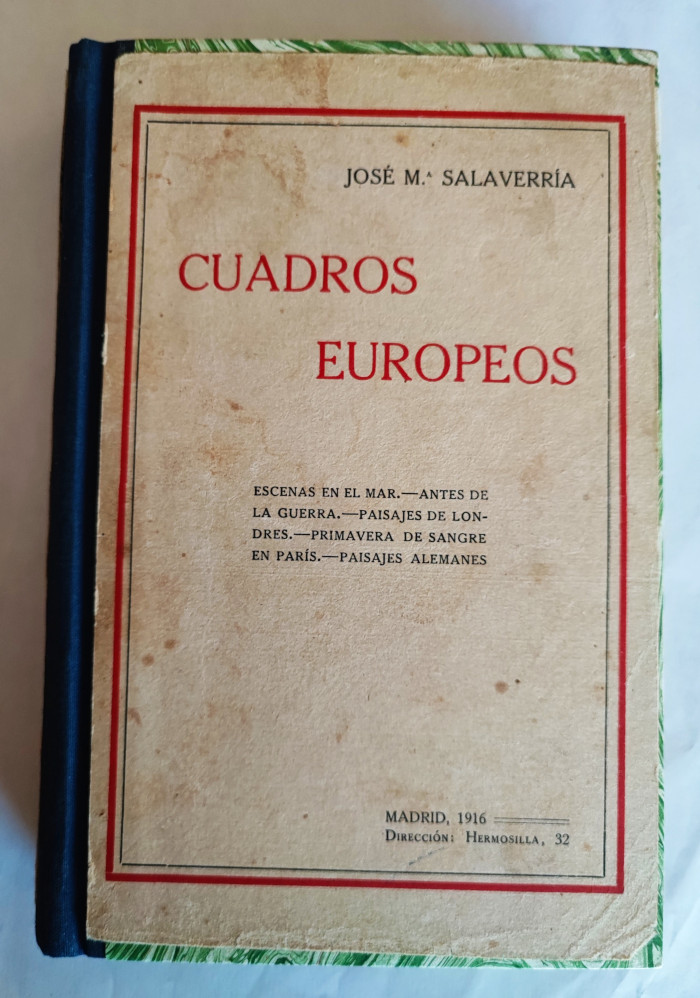 JOSÉ M.ᴬ SALAVERRÍA
CUADROS
EUROPEOS
ESCENAS EN EL MAR.—ANTES DE
LA GUERRA.—PAISAJES DE LON-
DRES.—PRIMAVERA DE SANGRE
EN PARÍS.—PAISAJES ALEMANES
MADRID, 1916
DIRECCIÓN: HERMOSILLA, 32